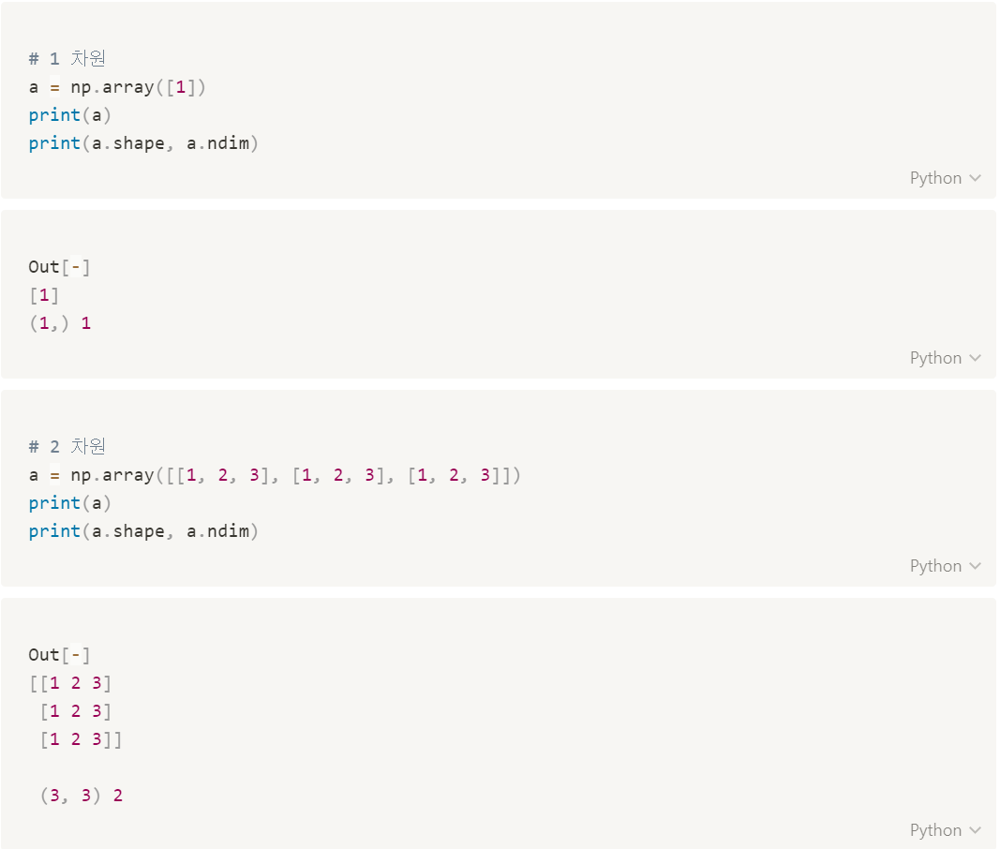 # 1 차원
a = np.array([1])
print(a)
print(a.shape, a.ndim)
Python
Out[-]
[1]
(1,) 1
Python
# 2 차원
a = np.array([[1, 2, 3], [1, 2, 3], [1, 2, 3]])
print(a)
print(a.shape, a.ndim)
Python
Out[-]
[[1 2 3]
[1 2 3]
[1 2 3]]
(3, 3) 2
Python